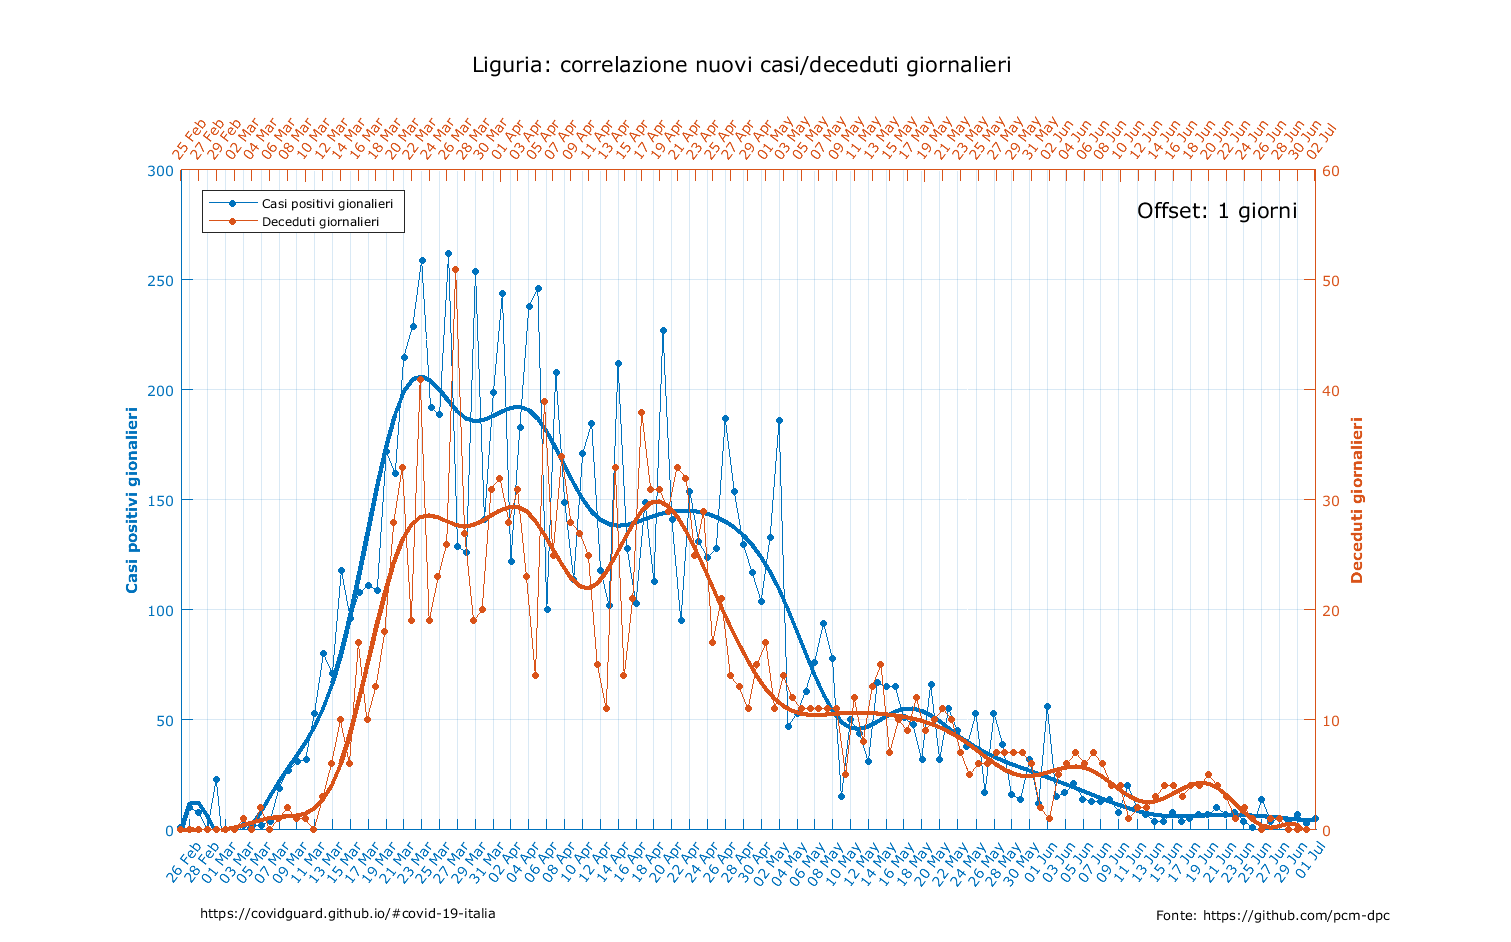 Liguria: correlazione nuovi casi/deceduti giornalieri
25 Feb
27 Feb
29 Feb
02 Mar
04 Mar
06 Mar
08 Mar
10 Mar
12 Mar
14 Mar
16 Mar
18 Mar
20 Mar
22 Mar
24 Mar
26 Mar
28 Mar
30 Mar
01 Apr
03 Apr
05 Apr
07 Apr
09 Apr
11 Apr
13 Apr
15 Apr
17 Apr
19 Apr
21 Apr
23 Apr
25 Apr
27 Apr
29 Apr
01 May
03 May
05 May
07 May
09 May
11 May
13 May
15 May
17 May
19 May
21 May
23 May
25 May
27 May
29 May
31 May
02 Jun
04 Jun
06 Jun
08 Jun
10 Jun
12 Jun
14 Jun
16 Jun
18 Jun
20 Jun
22 Jun
24 Jun
26 Jun
28 Jun
30 Jun
02 Jul
Casi positivi gionalieri
Deceduti giornalieri
Offset: 1 giorni
300
250
200
150
100
50
0
Casi positivi gionalieri
60
50
40
30
20
10
0
Deceduti giornalieri
26 Feb
28 Feb
01 Mar
03 Mar
05 Mar
07 Mar
09 Mar
11 Mar
13 Mar
15 Mar
17 Mar
19 Mar
21 Mar
23 Mar
25 Mar
27 Mar
29 Mar
31 Mar
02 Apr
04 Apr
06 Apr
08 Apr
10 Apr
12 Apr
14 Apr
16 Apr
18 Apr
20 Apr
22 Apr
24 Apr
26 Apr
28 Apr
30 Apr
02 May
04 May
06 May
08 May
10 May
12 May
14 May
16 May
18 May
20 May
22 May
24 May
26 May
28 May
30 May
01 Jun
03 Jun
05 Jun
07 Jun
09 Jun
11 Jun
13 Jun
15 Jun
17 Jun
19 Jun
21 Jun
23 Jun
25 Jun
27 Jun
29 Jun
01 Jul
https://covidguard.github.io/#covid-19-italia
Fonte: https://github.com/pcm-dpc